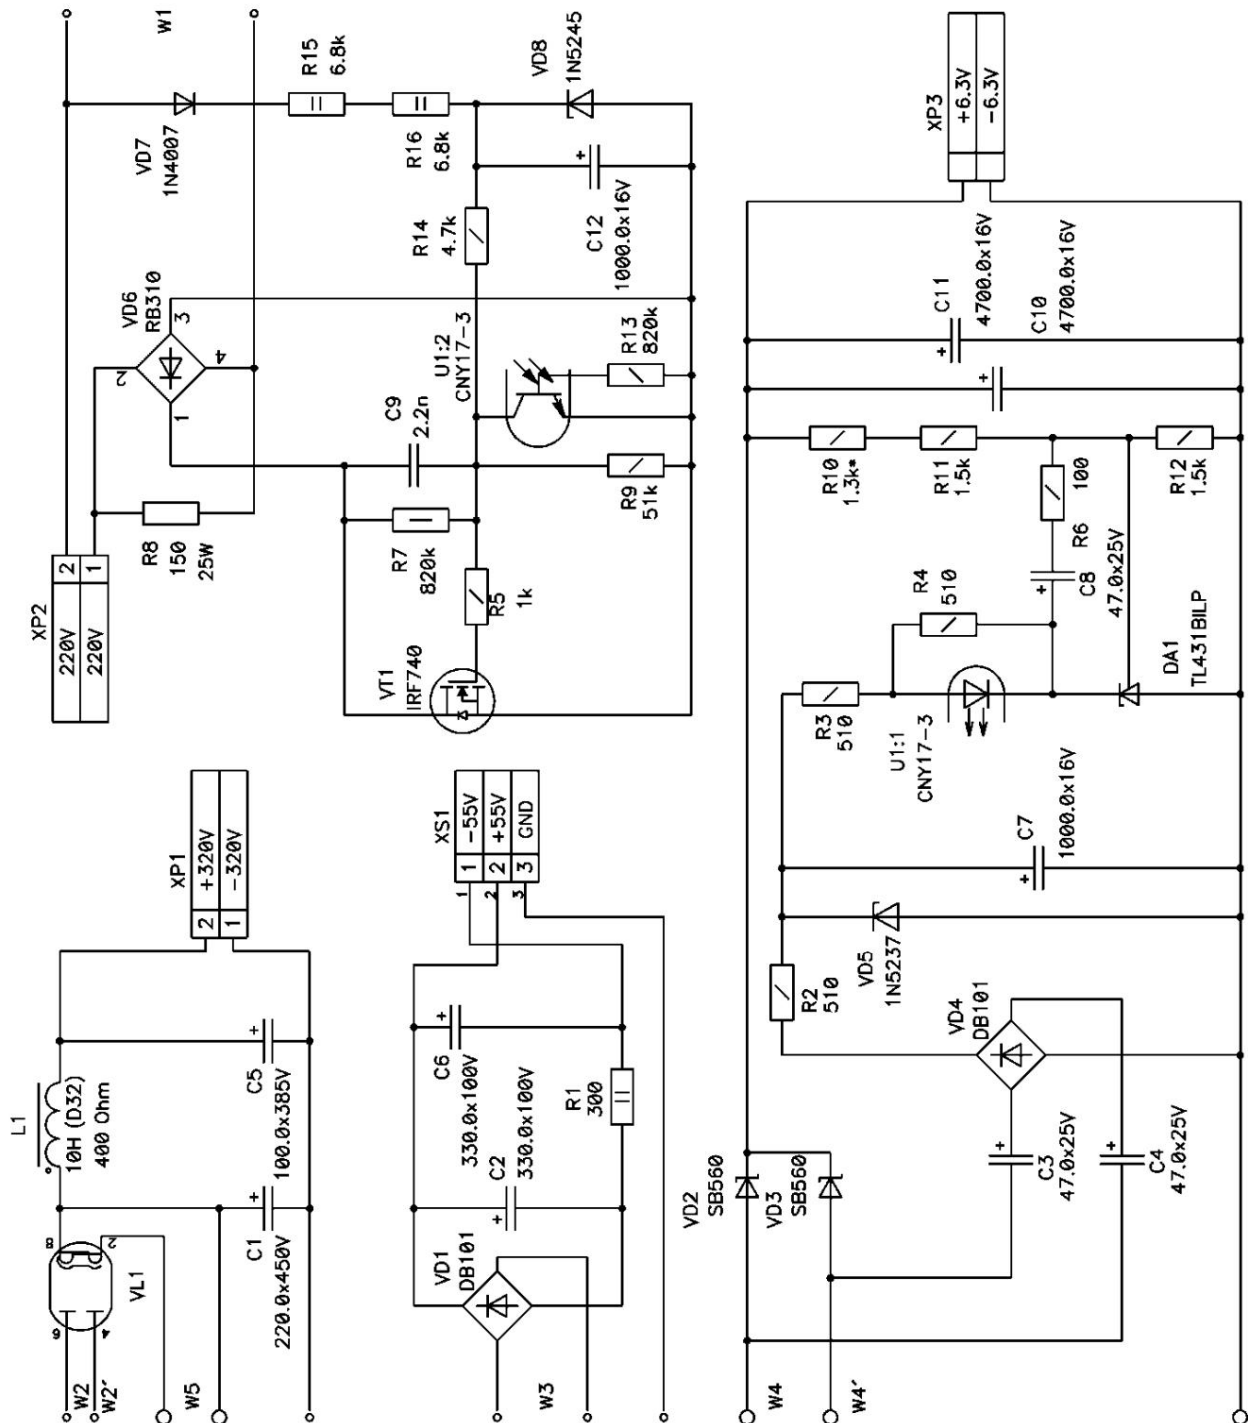 W1
R15
6.8k
VD8
1N5245
VD7
1N4007
R16
6.8k
XP3
+6.3V
-6.3V
R14
4.7k
C12
1000.0x16V
VD6
RB310
1
2
3
4
U1:2
CNY17-3
R13
820k
C9
2.2n
C11
4700.0x16V
C10
4700.0x16V
XP2
220V 2
220V 1
R8
150
25W
R7
820k
R9
51k
R5
1k
VT1
IRF740
R10
1.3k*
R11
1.5k
R12
1.5k
R6
100
C8
47.0x25V
R4
510
R3
510
DA1
TL431BILP
U1:1
CNY17-3
XP1
2 +320V
1 -320V
L1
10H (D32)
400 Ohm
C5
100.0x385V
C1
220.0x450V
VL1
8
2
6
4
W2
W2´
W5
XS1
1 -55V
2 +55V
3 GND
1
2
3
C6
330.0x100V
C2
330.0x100V
R1
300
VD1
DB101
W3
C7
1000.0x16V
VD5
1N5237
R2
510
VD4
DB101
VD2
SB560
VD3
SB560
C3
47.0x25V
C4
47.0x25V
W4
W4´
+
+
+
+
+
+
+
+
+
+
+